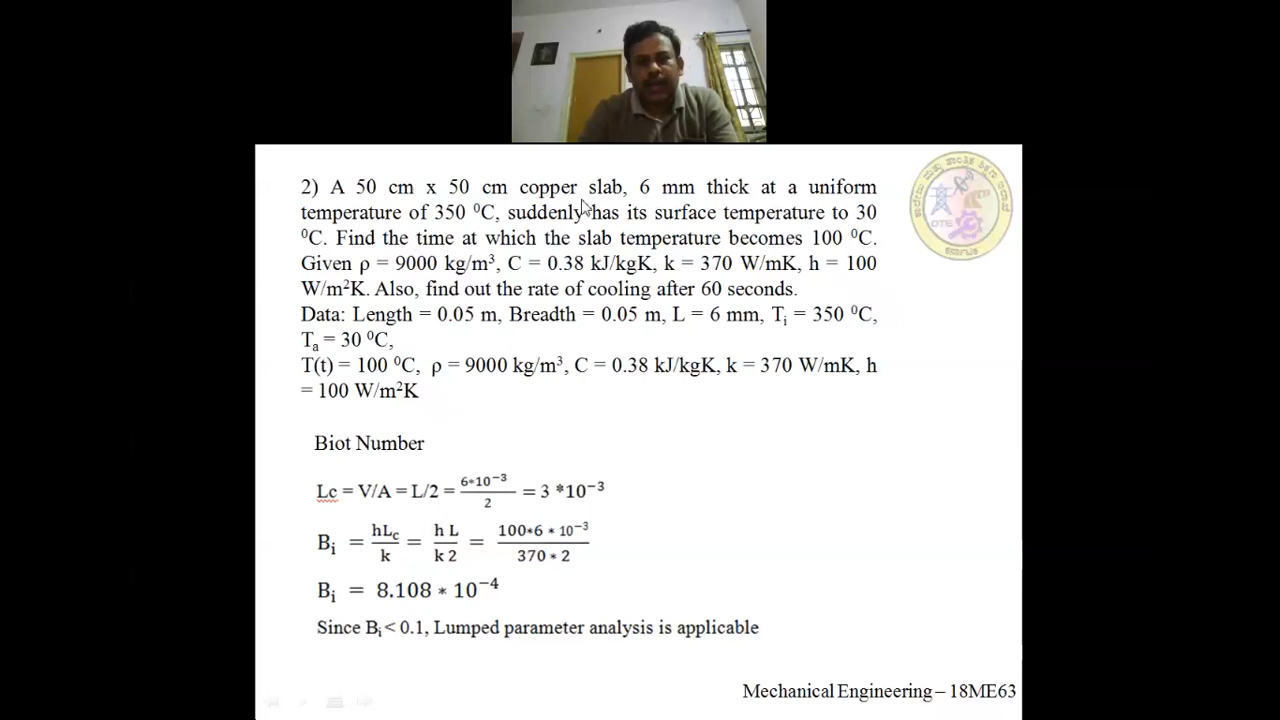 2) A 50 cm x 50 cm copper slab, 6 mm thick at a uniform
temperature of 350 ⁰C, suddenly has its surface temperature to 30
⁰C. Find the time at which the slab temperature becomes 100 ⁰C.
Given ρ = 9000 kg/m³, C = 0.38 kJ/kgK, k = 370 W/mK, h = 100
W/m²K. Also, find out the rate of cooling after 60 seconds.
Data: Length = 0.05 m, Breadth = 0.05 m, L = 6 mm, Tᵢ = 350 ⁰C,
Tₐ = 30 ⁰C,
T(t) = 100 ⁰C, ρ = 9000 kg/m³, C = 0.38 kJ/kgK, k = 370 W/mK, h
= 100 W/m²K
Biot Number
Lc = V/A = L/2 = 6*10⁻³/2 = 3 *10⁻³
Bᵢ = hL_c/k = h L/k 2 = 100*6 * 10⁻³/370 * 2
Bᵢ = 8.108 * 10⁻⁴
Since Bᵢ < 0.1, Lumped parameter analysis is applicable
DTE
Mechanical Engineering – 18ME63